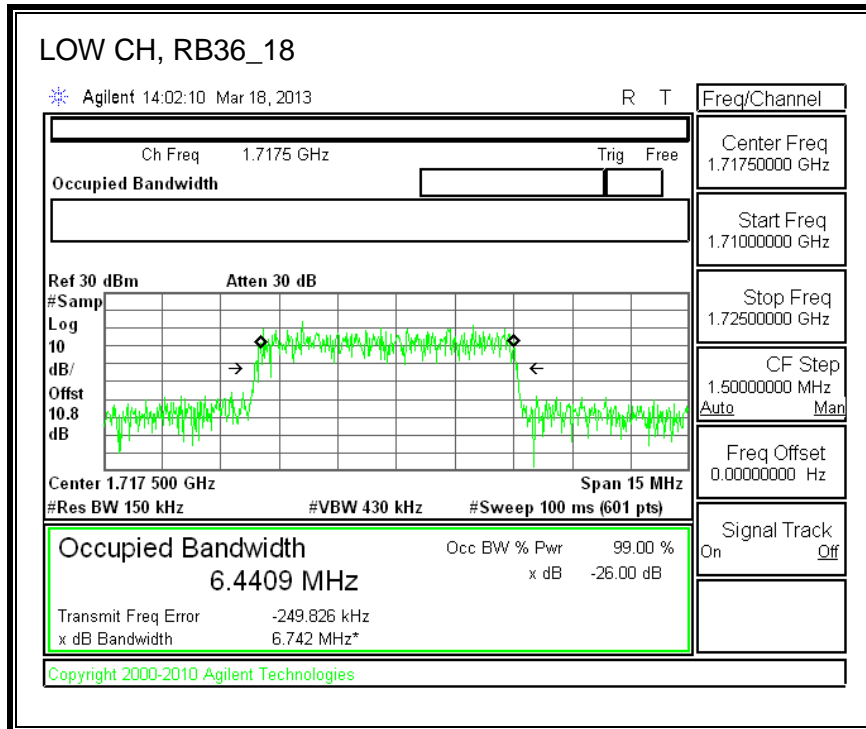 LOW CH, RB36_18
Agilent 14:02:10 Mar 18, 2013 R T
Freq/Channel
Ch Freq 1.7175 GHz Trig Free
Occupied Bandwidth
Center Freq
1.71750000 GHz
Start Freq
1.71000000 GHz
Stop Freq
1.72500000 GHz
CF Step
1.50000000 MHz
Auto Man
Freq Offset
0.00000000 Hz
Signal Track
On Off
Ref 30 dBm Atten 30 dB
#Samp
Log
10
dB/
Offst
10.8
dB
Center 1.717 500 GHz Span 15 MHz
#Res BW 150 kHz #VBW 430 kHz #Sweep 100 ms (601 pts)
Occupied Bandwidth Occ BW % Pwr 99.00 %
6.4409 MHz x dB -26.00 dB
Transmit Freq Error -249.826 kHz
x dB Bandwidth 6.742 MHz*
Copyright 2000-2010 Agilent Technologies